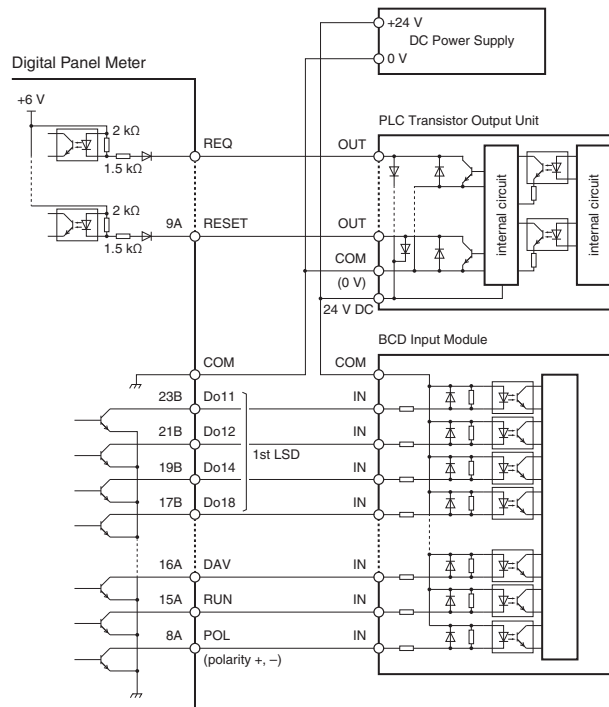 +24 V
DC Power Supply
0 V
Digital Panel Meter
+6 V
PLC Transistor Output Unit
2 kΩ
REQ
OUT
1.5 kΩ
internal circuit
internal circuit
2 kΩ
9A
RESET
OUT
1.5 kΩ
COM
(0 V)
24 V DC
BCD Input Module
COM
COM
23B
Do11
IN
21B
Do12
IN
1st LSD
19B
Do14
IN
17B
Do18
IN
16A
DAV
IN
15A
RUN
IN
8A
POL
IN
(polarity +, –)